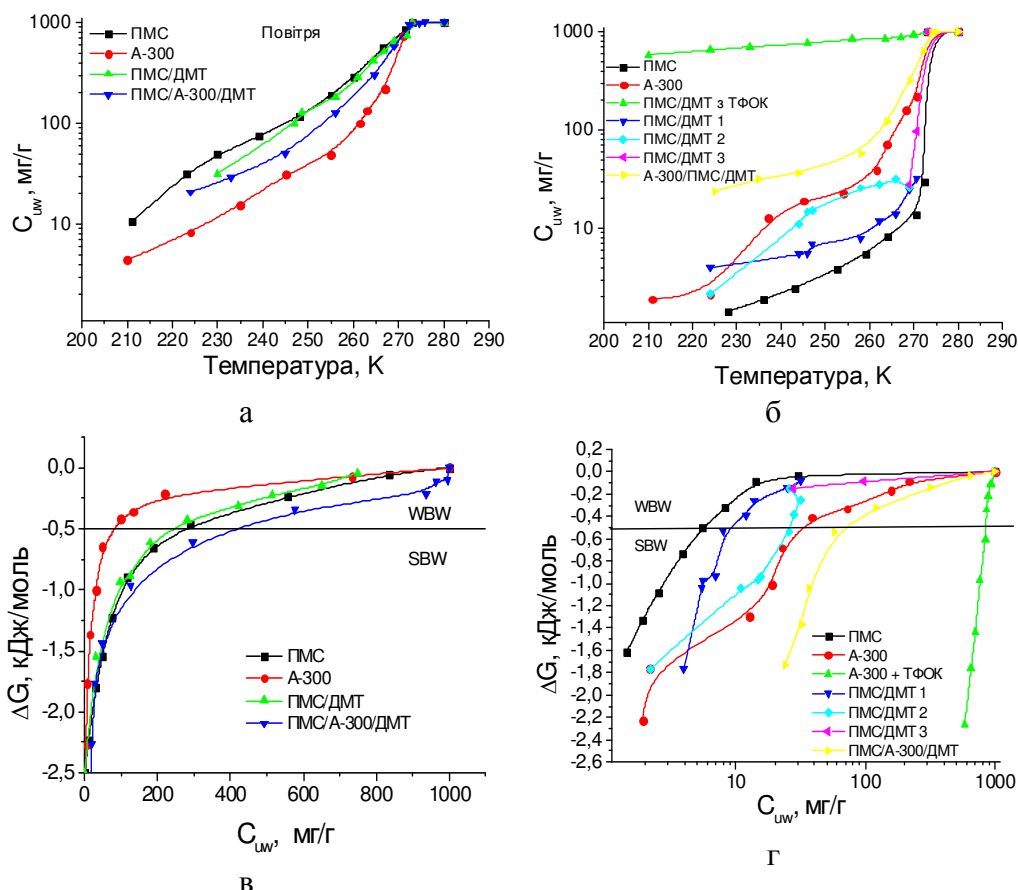 1000
100
10
C_uw, мг/г
ПМС
А-300
ПМС/ДМТ
ПМС/А-300/ДМТ
Повітря
200 210 220 230 240 250 260 270 280 290
Температура, K
а
1000
100
10
C_uw, мг/г
ПМС
А-300
ПМС/ДМТ з ТФОК
ПМС/ДМТ 1
ПМС/ДМТ 2
ПМС/ДМТ 3
А-300/ПМС/ДМТ
200 210 220 230 240 250 260 270 280 290
Температура, K
б
0,0
-0,5
-1,0
-1,5
-2,0
-2,5
ΔG, кДж/моль
WBW
SBW
ПМС
А-300
ПМС/ДМТ
ПМС/А-300/ДМТ
0 200 400 600 800 1000
C_uw, мг/г
в
0,2
0,0
-0,2
-0,4
-0,6
-0,8
-1,0
-1,2
-1,4
-1,6
-1,8
-2,0
-2,2
-2,4
-2,6
ΔG, кДж/моль
WBW
SBW
ПМС
А-300
А-300 + ТФОК
ПМС/ДМТ 1
ПМС/ДМТ 2
ПМС/ДМТ 3
ПМС/А-300/ДМТ
10 100 1000
C_uw, мг/г
г